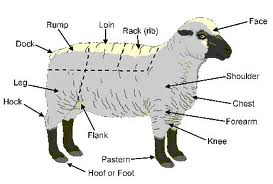 Rump
Loin
Rack (rib)
Face
Dock
Leg
Shoulder
Hock
Chest
Flank
Forearm
Knee
Pastern
Hoof or Foot